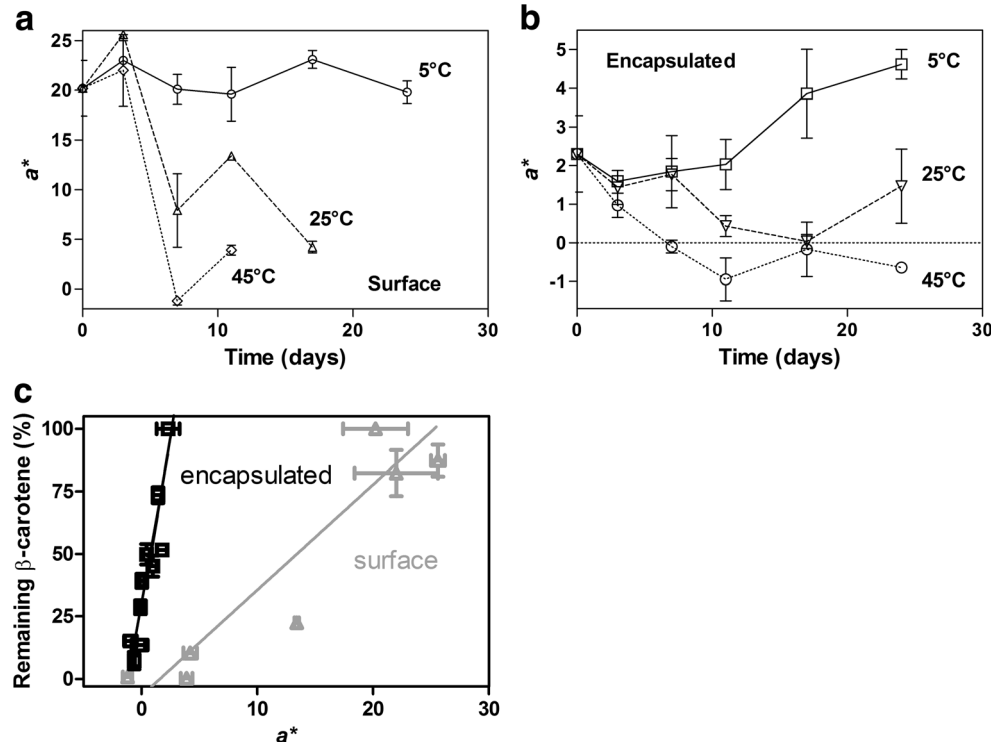 a
25
20
15
10
5
0
a*
5°C
25°C
45°C
Surface
0
10
20
30
Time (days)
b
5
4
3
2
1
0
-1
a*
Encapsulated
5°C
25°C
45°C
0
10
20
30
Time (days)
c
100
75
50
25
0
Remaining β-carotene (%)
encapsulated
surface
0
10
20
30
a*